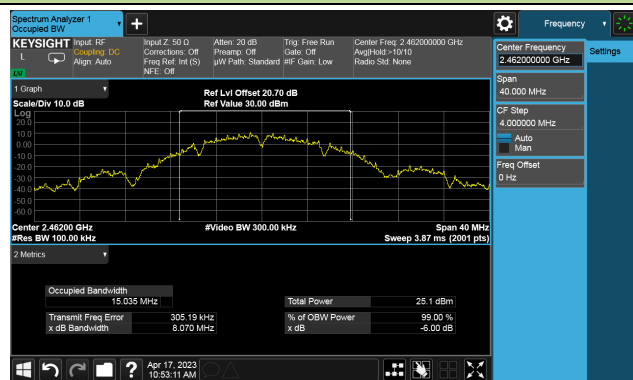 Spectrum Analyzer 1
Occupied BW
Frequency
KEYSIGHT
L
LXI
Input: RF
Coupling: DC
Align: Auto
Input Z: 50 Ω
Corrections: Off
Freq Ref: Int (S)
NFE: Off
Atten: 20 dB
Preamp: Off
µW Path: Standard
Trig: Free Run
Gate: Off
#IF Gain: Low
Center Freq: 2.462000000 GHz
Avg|Hold:>10/10
Radio Std: None
Center Frequency
2.462000000 GHz
Settings
Span
40.000 MHz
CF Step
4.000000 MHz
Auto
Man
Freq Offset
0 Hz
1 Graph
Scale/Div 10.0 dB
Ref Lvl Offset 20.70 dB
Ref Value 30.00 dBm
Log
20.0
10.0
0.00
-10.0
-20.0
-30.0
-40.0
-50.0
-60.0
Center 2.46200 GHz
#Res BW 100.00 kHz
#Video BW 300.00 kHz
Span 40 MHz
Sweep 3.87 ms (2001 pts)
2 Metrics
Occupied Bandwidth
15.035 MHz
Total Power 25.1 dBm
Transmit Freq Error 305.19 kHz
% of OBW Power 99.00 %
x dB Bandwidth 8.070 MHz
x dB -6.00 dB
?
Apr 17, 2023
10:53:11 AM